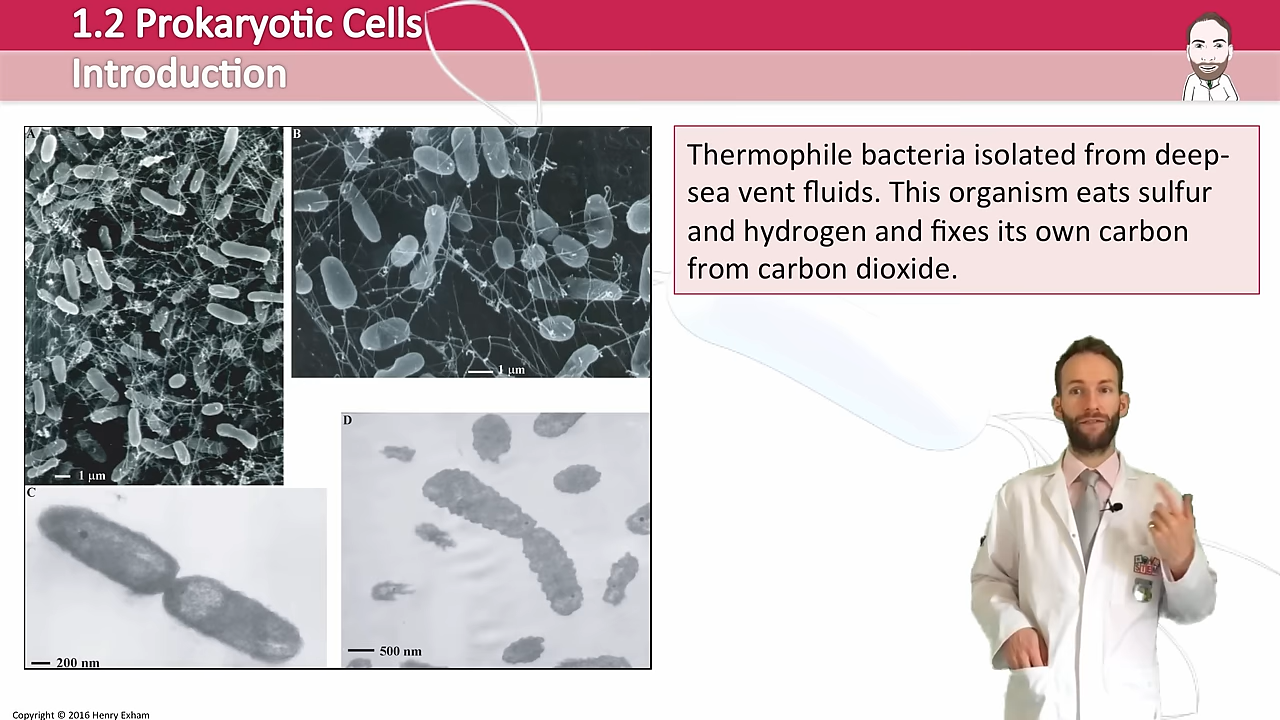 1.2 Prokaryotic Cells
Introduction
A
B
1 μm
1 μm
C
200 nm
D
500 nm
Thermophile bacteria isolated from deep-
sea vent fluids. This organism eats sulfur
and hydrogen and fixes its own carbon
from carbon dioxide.
Copyright © 2016 Henry Exham